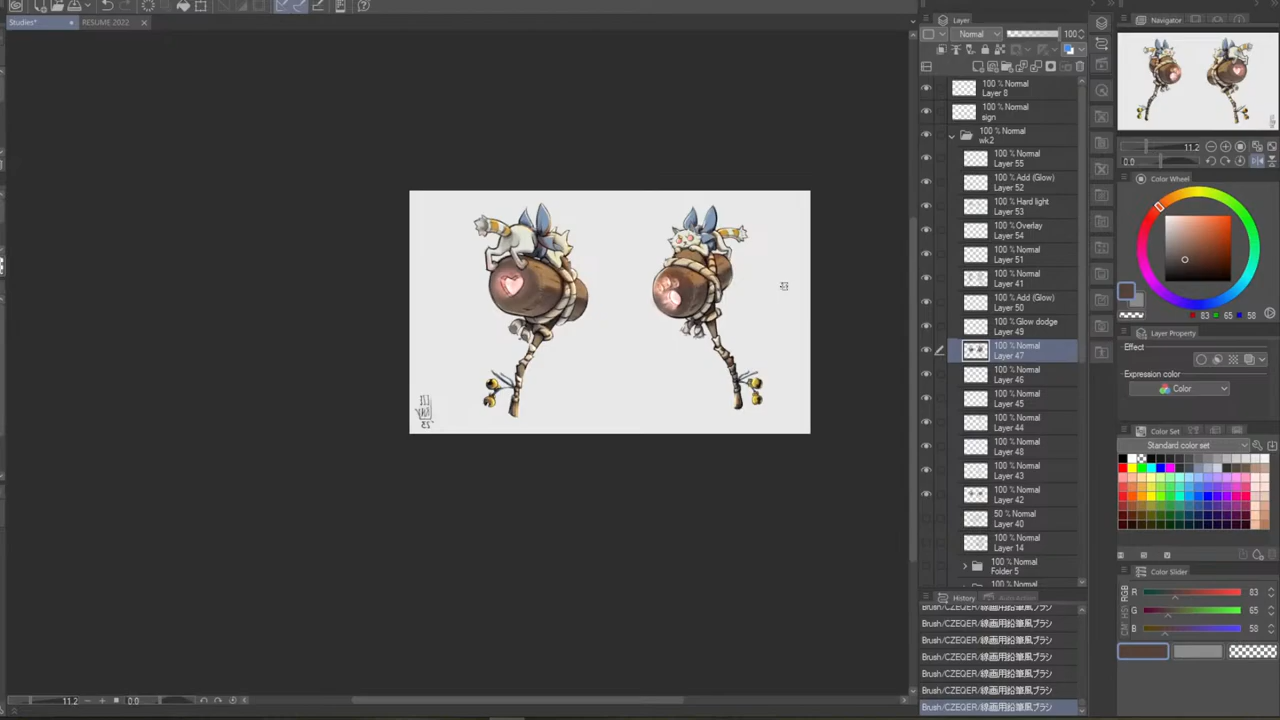 Studies*
RESUME 2022
Layer
Normal
100
100 % Normal
Layer 8
100 % Normal
sign
100 % Normal
wk2
100 % Normal
Layer 55
100 % Add (Glow)
Layer 52
100 % Hard light
Layer 53
100 % Overlay
Layer 54
100 % Normal
Layer 51
100 % Normal
Layer 41
100 % Add (Glow)
Layer 50
100 % Glow dodge
Layer 49
100 % Normal
Layer 47
100 % Normal
Layer 46
100 % Normal
Layer 45
100 % Normal
Layer 44
100 % Normal
Layer 48
100 % Normal
Layer 43
100 % Normal
Layer 42
50 % Normal
Layer 40
100 % Normal
Layer 14
100 % Normal
Folder 5
100 % Normal
History
Auto Action
Brush/CZEQER/線画用鉛筆風ブラシ
Brush/CZEQER/線画用鉛筆風ブラシ
Brush/CZEQER/線画用鉛筆風ブラシ
Brush/CZEQER/線画用鉛筆風ブラシ
Brush/CZEQER/線画用鉛筆風ブラシ
Brush/CZEQER/線画用鉛筆風ブラシ
Brush/CZEQER/線画用鉛筆風ブラシ
Navigator
11.2
0.0
Color Wheel
83 65 58
Layer Property
Effect
Expression color
Color
Color Set
Standard color set
Color Slider
RGB
R 83
G 65
B 58
11.2
0.0